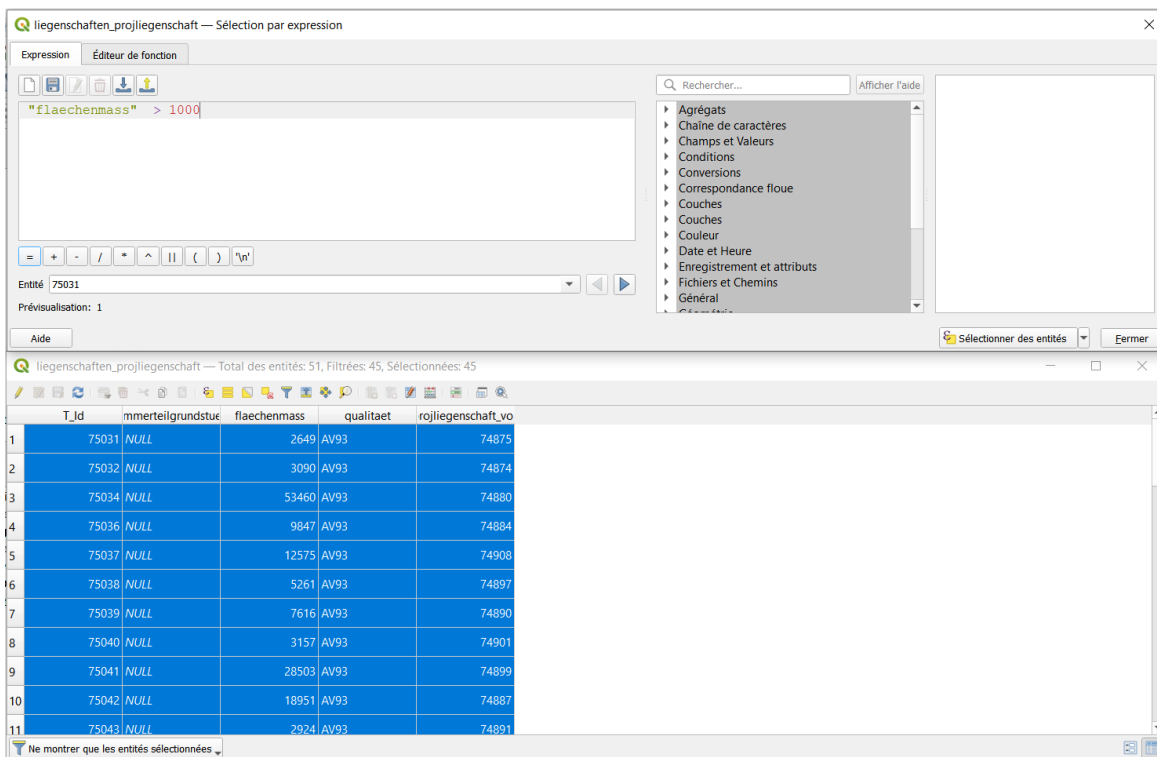 liegenschaften_projliegenschaft — Sélection par expression
Expression Éditeur de fonction
Rechercher... Afficher l'aide
"flaechenmass" > 1000
Agrégats
Chaîne de caractères
Champs et Valeurs
Conditions
Conversions
Correspondance floue
Couches
Couches
Couleur
Date et Heure
Enregistrement et attributs
Fichiers et Chemins
Général
= + - / * ^ || ( ) '\n'
Entité 75031
Prévisualisation: 1
Aide Sélectionner des entités Fermer
liegenschaften_projliegenschaft — Total des entités: 51, Filtrées: 45, Sélectionnées: 45
T_Id mmerteilgrundstue flaechenmass qualitaet rojliegenschaft_vo
1 75031 NULL 2649 AV93 74875
2 75032 NULL 3090 AV93 74874
3 75034 NULL 53460 AV93 74880
4 75036 NULL 9847 AV93 74884
5 75037 NULL 12575 AV93 74908
6 75038 NULL 5261 AV93 74897
7 75039 NULL 7616 AV93 74890
8 75040 NULL 3157 AV93 74901
9 75041 NULL 28503 AV93 74899
10 75042 NULL 18951 AV93 74887
11 75043 NULL 2924 AV93 74891
Ne montrer que les entités sélectionnées